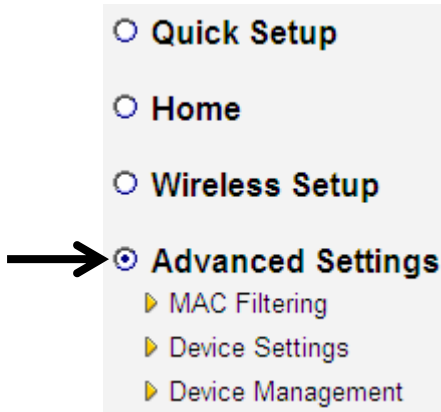 Quick Setup
Home
Wireless Setup
Advanced Settings
MAC Filtering
Device Settings
Device Management